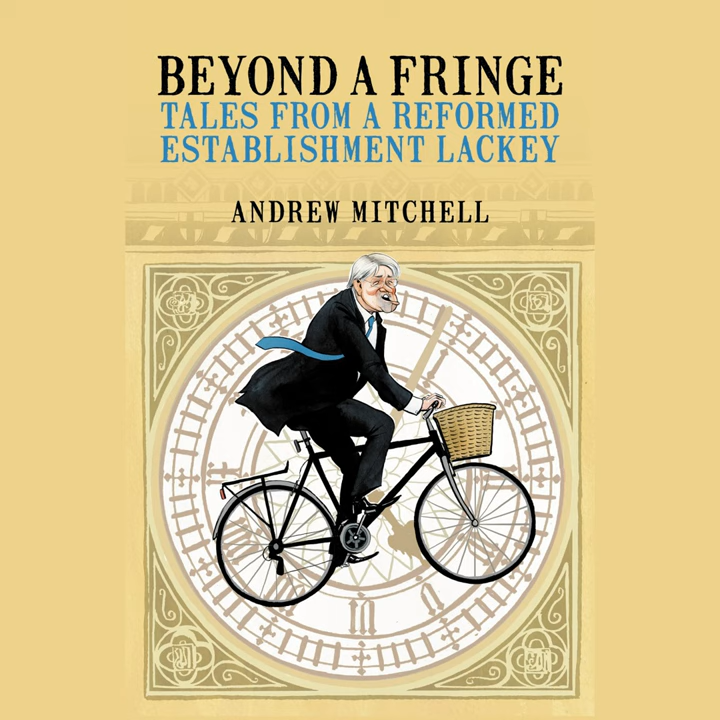 BEYOND A FRINGE
TALES FROM A REFORMED
ESTABLISHMENT LACKEY
ANDREW MITCHELL